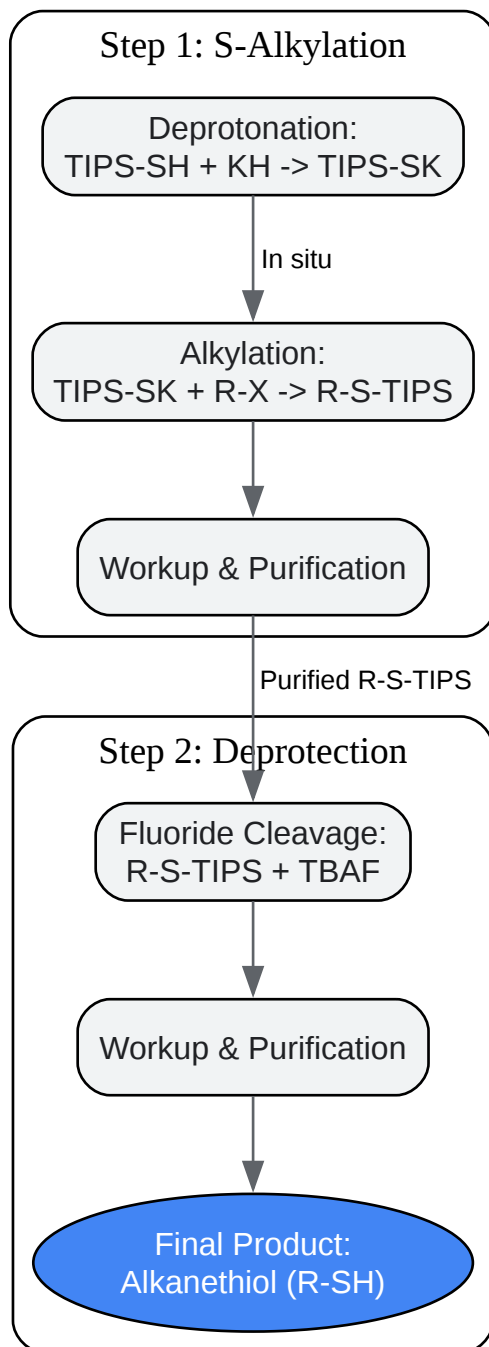 Step 1: S-Alkylation
Deprotonation:
TIPS-SH + KH -> TIPS-SK
In situ
Alkylation:
TIPS-SK + R-X -> R-S-TIPS
Workup & Purification
Purified R-S-TIPS
Step 2: Deprotection
Fluoride Cleavage:
R-S-TIPS + TBAF
Workup & Purification
Final Product:
Alkanethiol (R-SH)